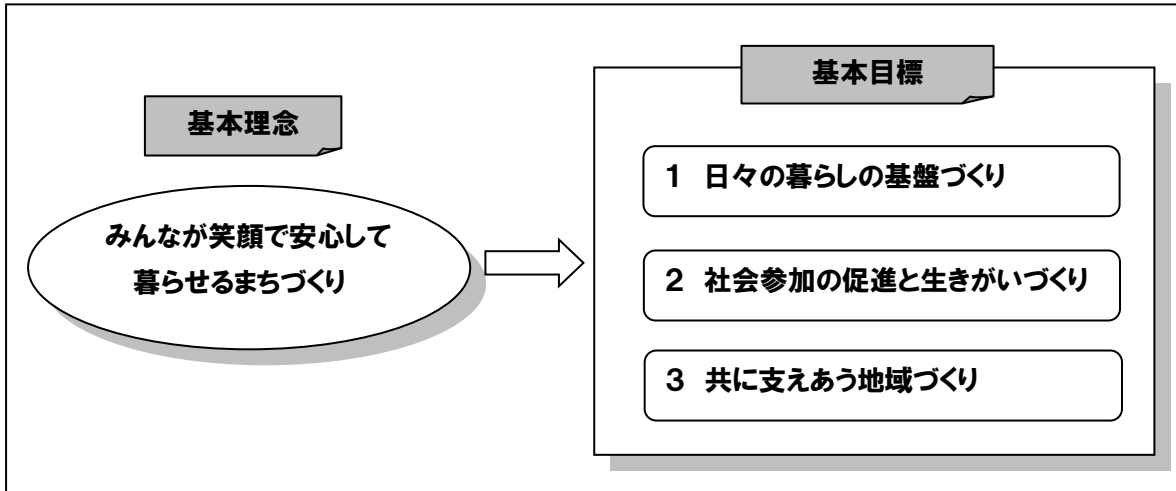 基本理念
みんなが笑顔で安心して
暮らせるまちづくり
基本目標
1 日々の暮らしの基盤づくり
2 社会参加の促進と生きがいづくり
3 共に支えあう地域づくり